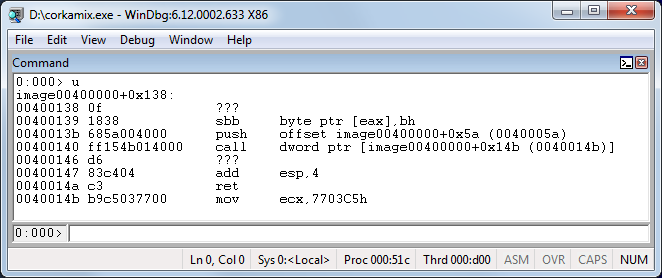 D:\corkamix.exe - WinDbg:6.12.0002.633 X86
File Edit View Debug Window Help
Command
0:000> u
image00400000+0x138:
00400138 0f              ???
00400139 1838            sbb     byte ptr [eax],bh
0040013b 685a004000      push    offset image00400000+0x5a (0040005a)
00400140 ff154b014000    call    dword ptr [image00400000+0x14b (0040014b)]
00400146 d6              ???
00400147 83c404          add     esp,4
0040014a c3              ret
0040014b b9c5037700      mov     ecx,7703C5h
0:000>
Ln 0, Col 0 Sys 0:<Local> Proc 000:51c Thrd 000:d00 ASM OVR CAPS NUM